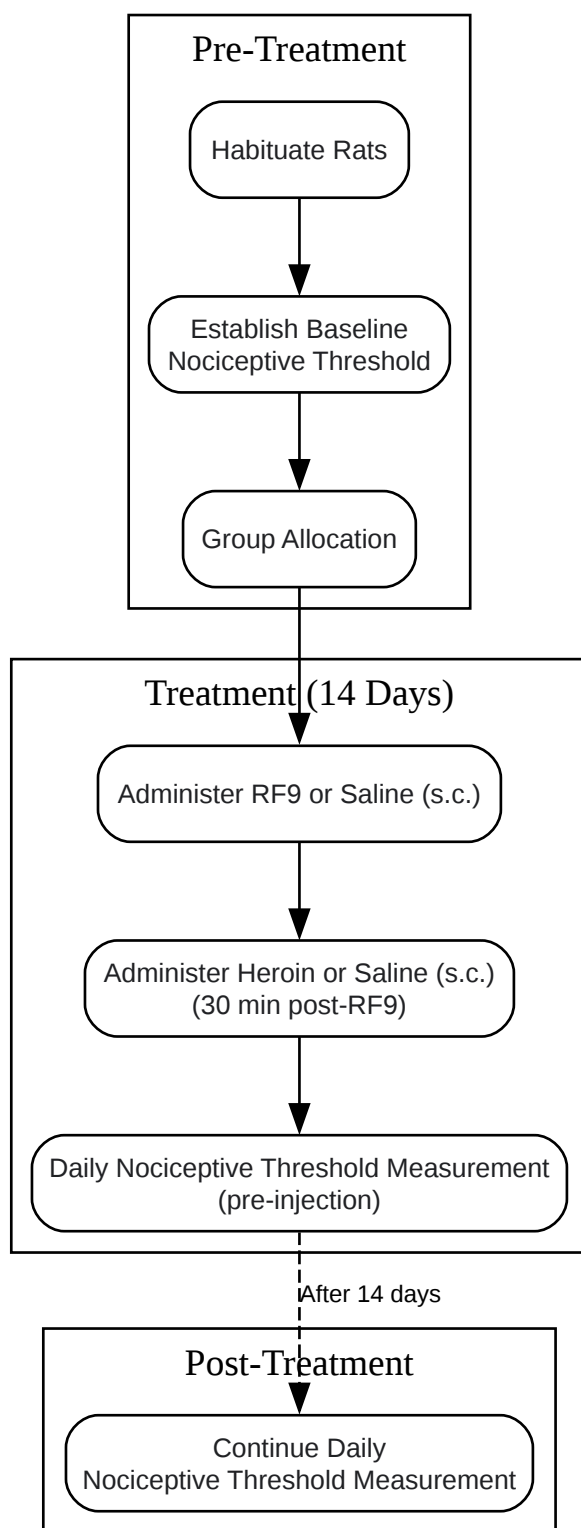 Pre-Treatment
Habituate Rats
Establish Baseline
Nociceptive Threshold
Group Allocation
Treatment (14 Days)
Administer RF9 or Saline (s.c.)
Administer Heroin or Saline (s.c.)
(30 min post-RF9)
Daily Nociceptive Threshold Measurement
(pre-injection)
After 14 days
Post-Treatment
Continue Daily
Nociceptive Threshold Measurement